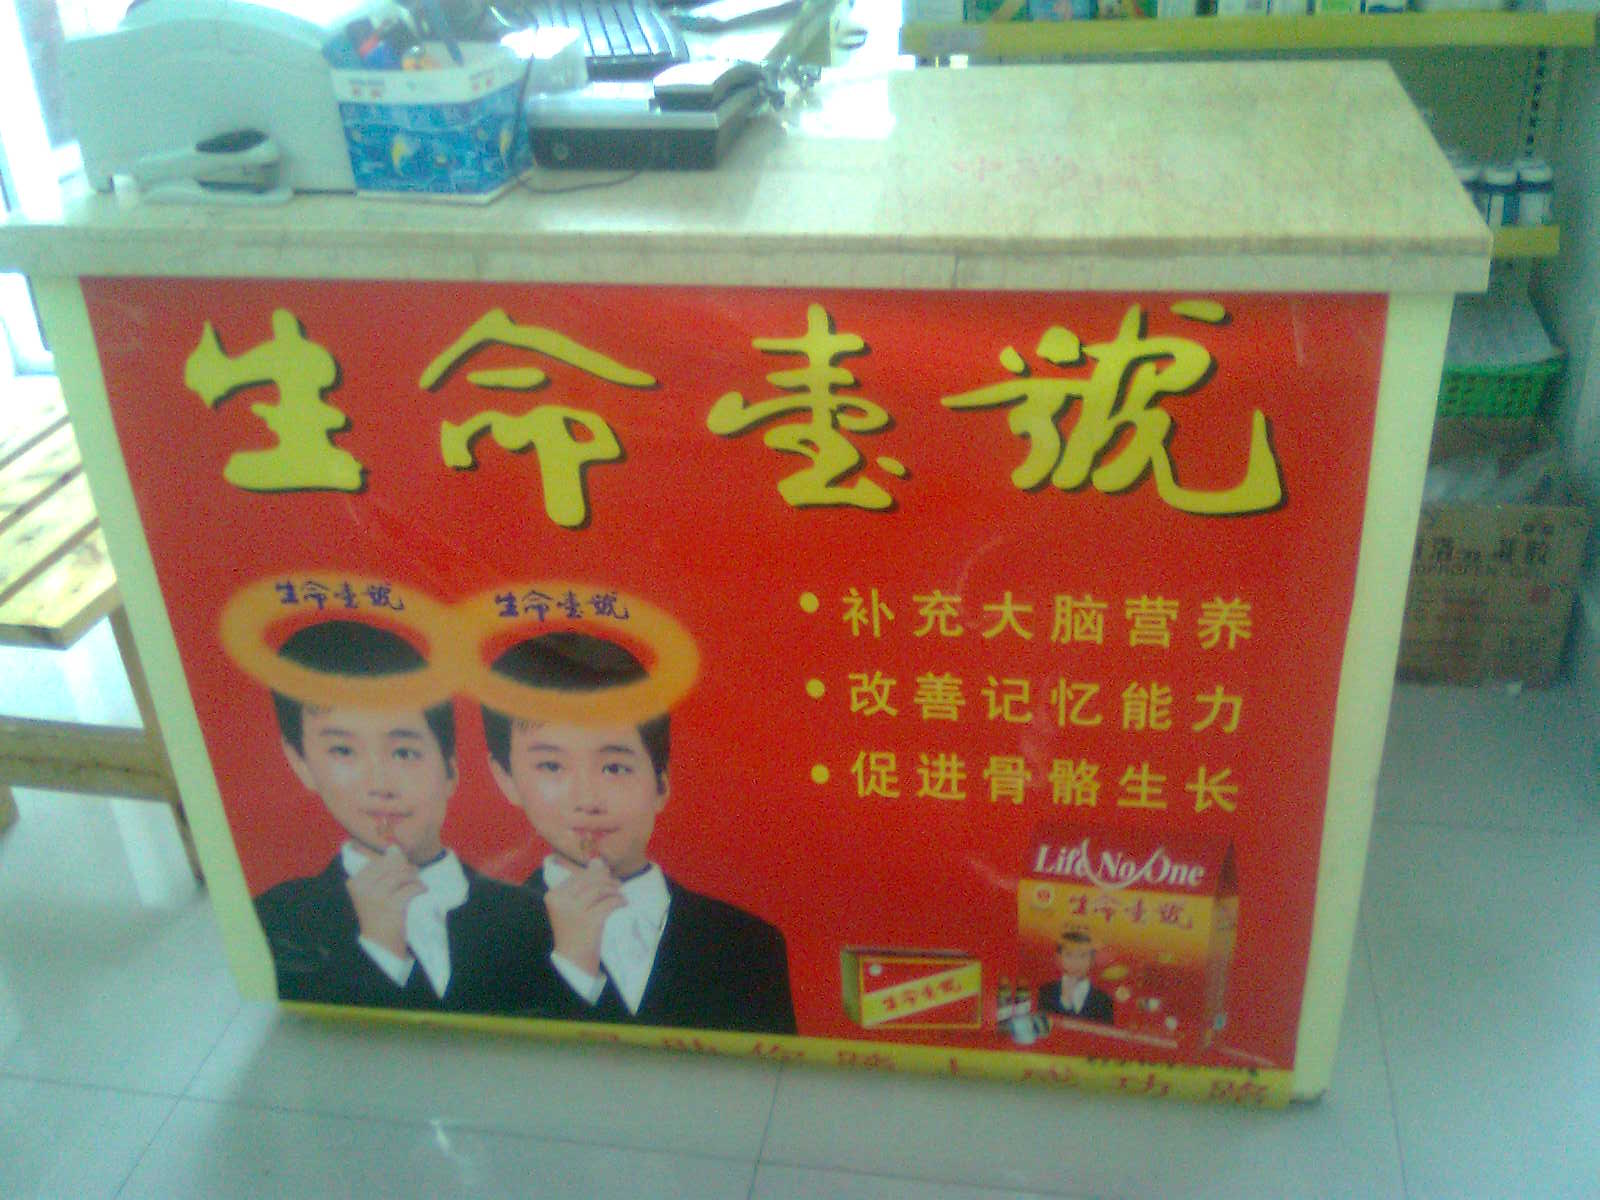 生命壹號
生命壹號
生命壹號
补充大脑营养
改善记忆能力
促进骨骼生长
Life No One
生命壹號
生命壹號